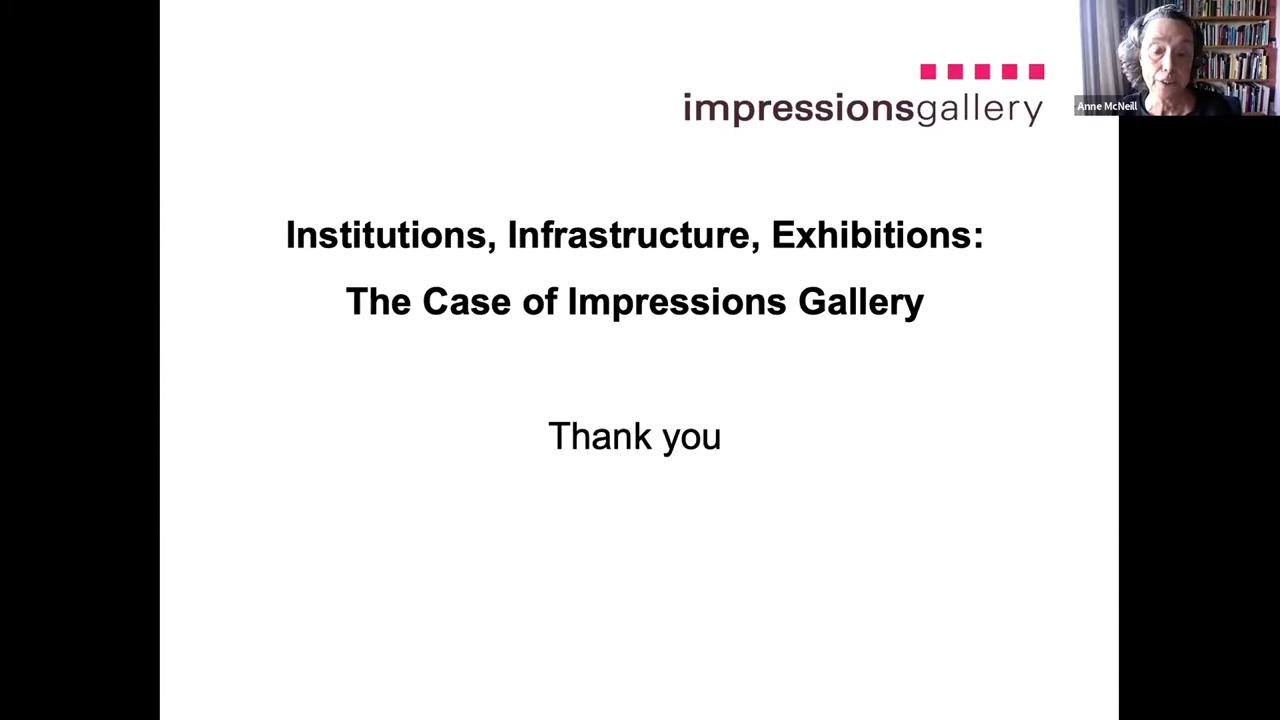 impressionsgallery
Anne McNeill
Institutions, Infrastructure, Exhibitions:
The Case of Impressions Gallery
Thank you